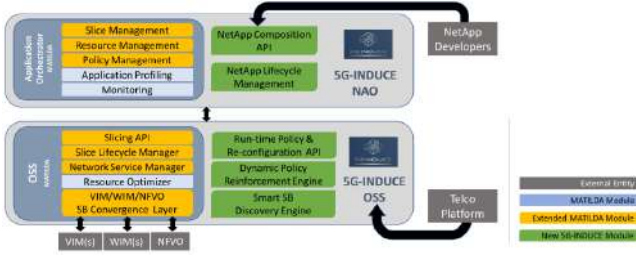 Application
Orchestrator
MATILDA
Slice Management
Resource Management
Policy Management
Application Profiling
Monitoring
NetApp Composition
API
NetApp Lifecycle
Management
5G-INDUCE
NAO
NetApp
Developers
OSS
MATILDA
Slicing API
Slice Lifecycle Manager
Network Service Manager
Resource Optimizer
VIM/WIM/NFVO
SB Convergence Layer
Run-time Policy &
Re-configuration API
Dynamic Policy
Reinforcement Engine
Smart SB
Discovery Engine
5G-INDUCE
OSS
Telco
Platform
VIM(s)
WIM(s)
NFVO
External Entity
MATILDA Module
Extended MATILDA Module
New 5G-INDUCE Module